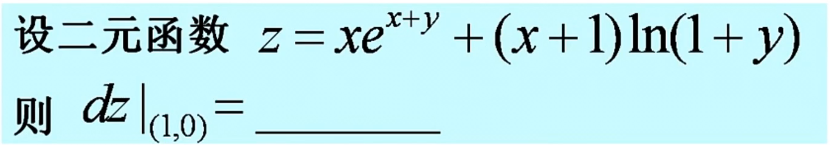 设二元函数 z = xe^{x+y} + (x+1)ln(1+y)
则 dz|_{(1,0)} = ________